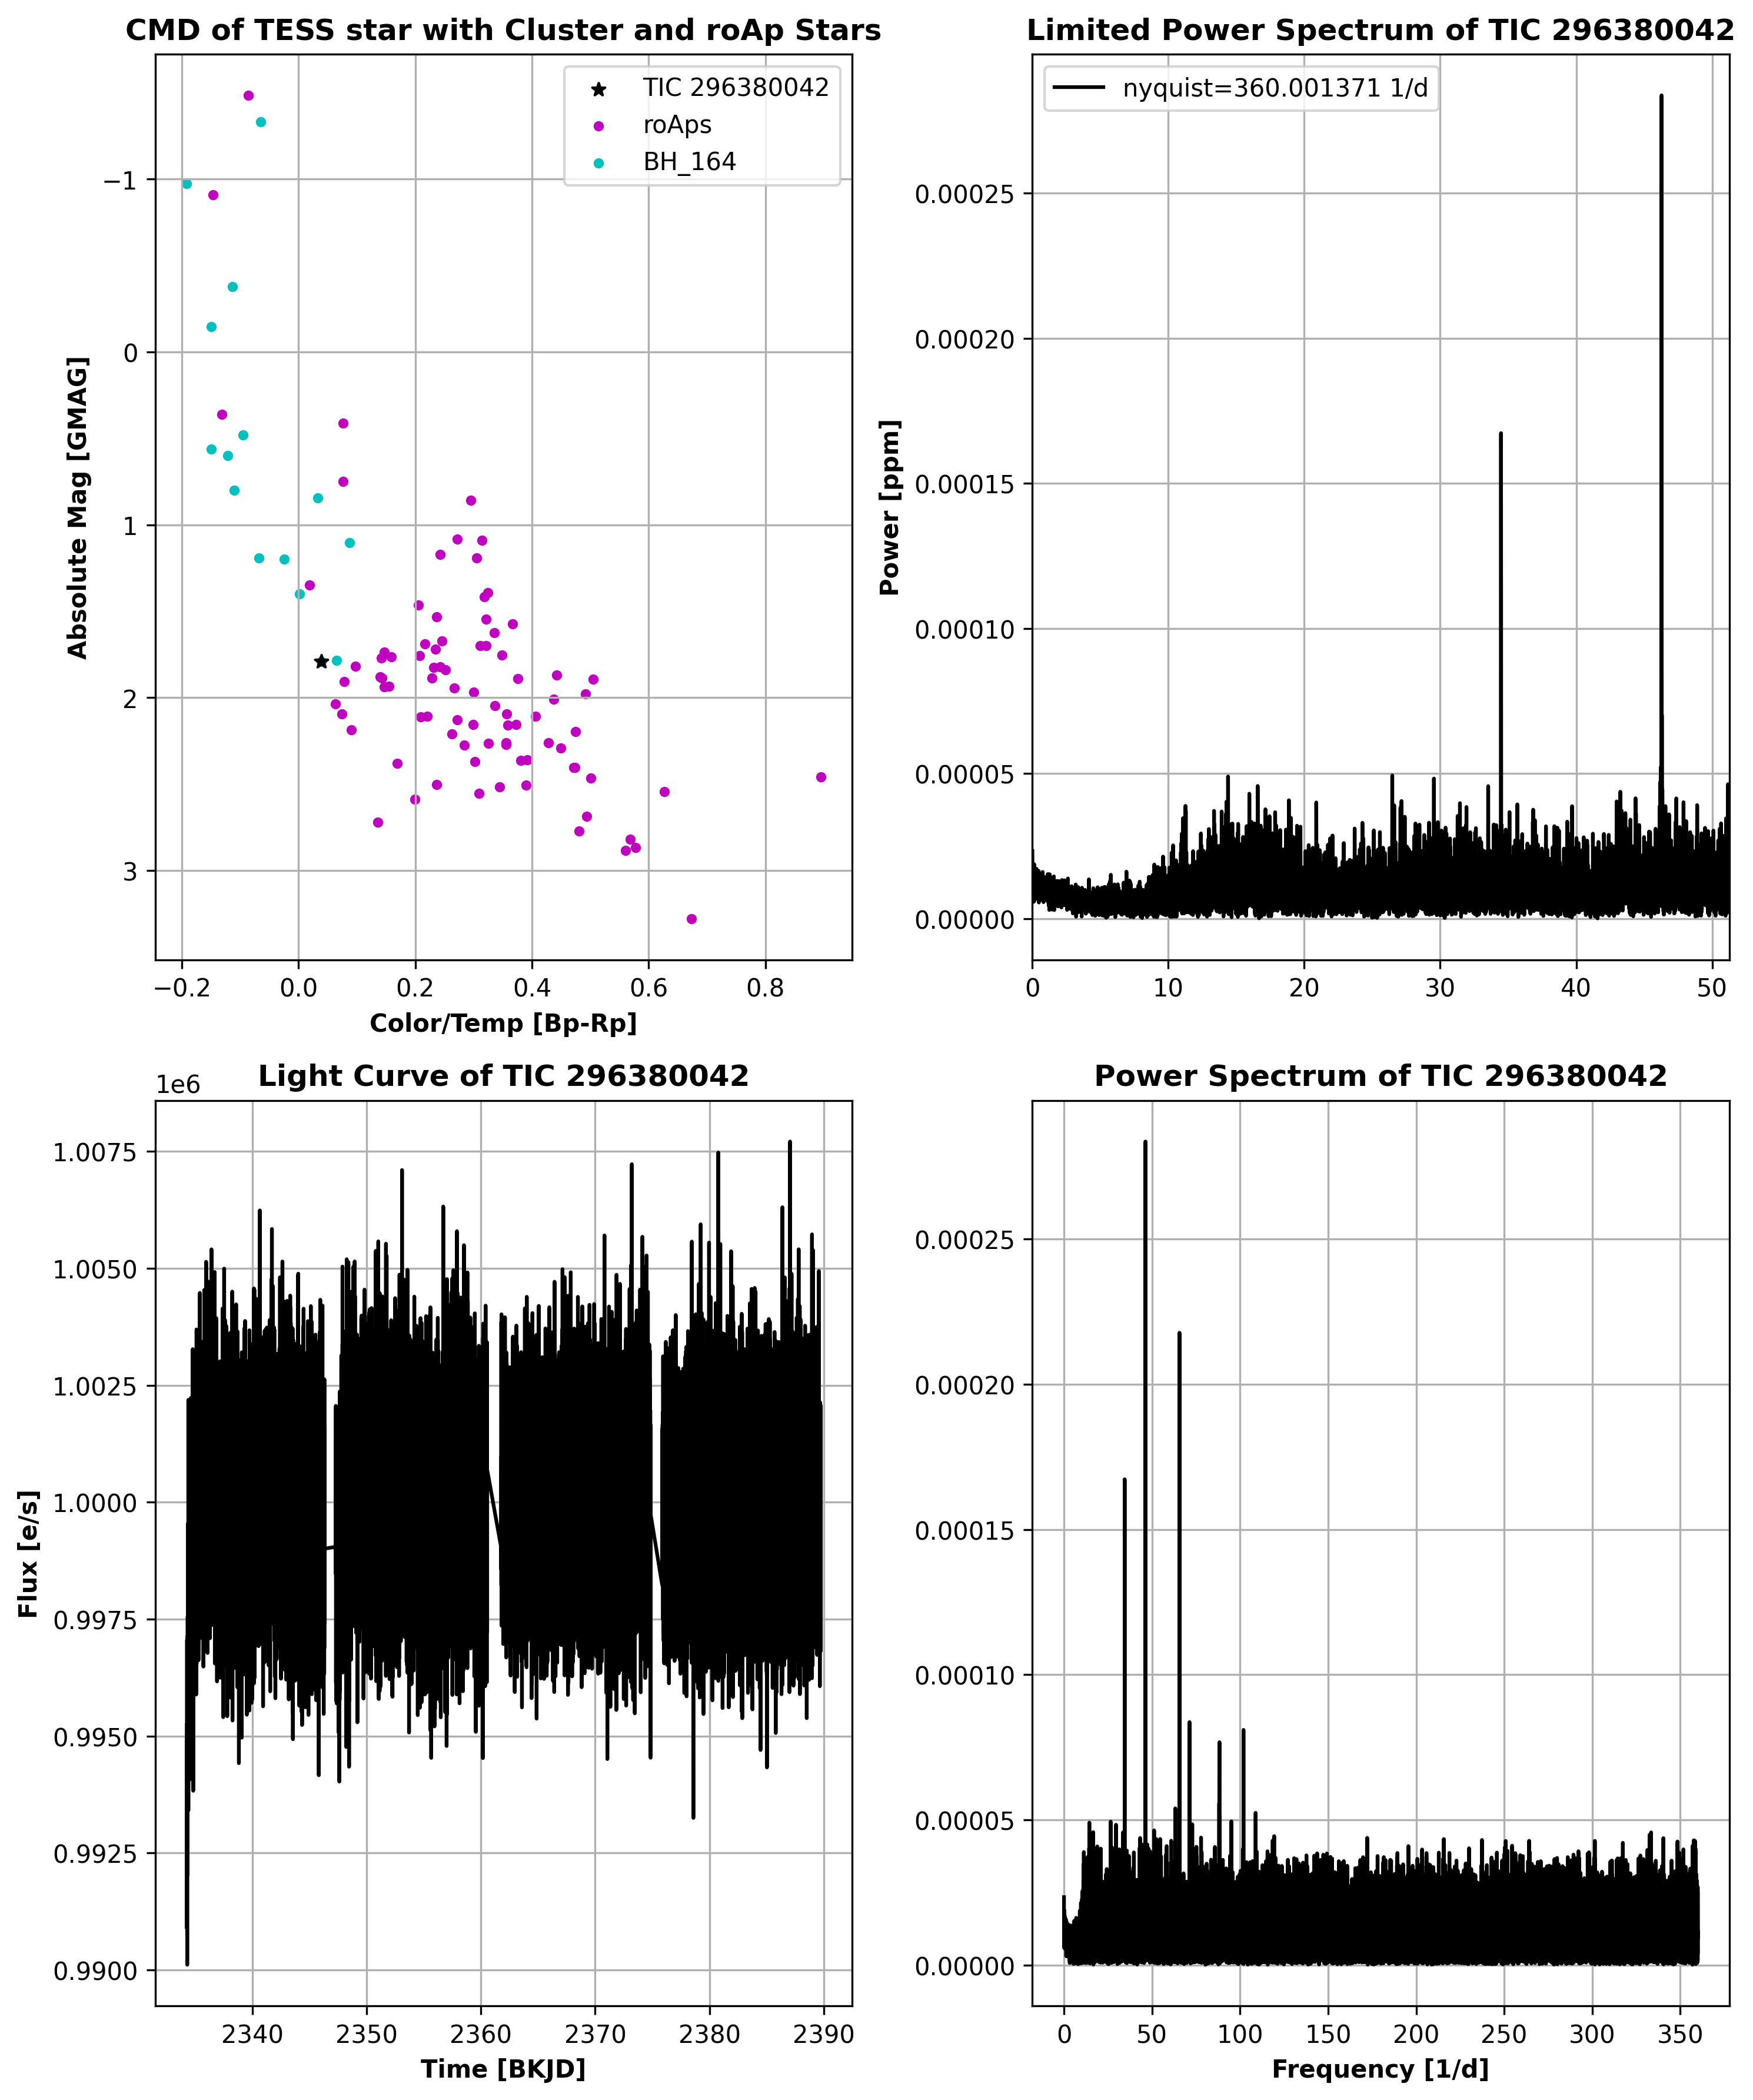 CMD of TESS star with Cluster and roAp Stars
TIC 296380042
roAps
BH_164
−1
0
1
2
3
Absolute Mag [GMAG]
−0.2 0.0 0.2 0.4 0.6 0.8
Color/Temp [Bp-Rp]
Limited Power Spectrum of TIC 296380042
nyquist=360.001371 1/d
0.00025
0.00020
0.00015
0.00010
0.00005
0.00000
Power [ppm]
0 10 20 30 40 50
Light Curve of TIC 296380042
1e6
1.0075
1.0050
1.0025
1.0000
0.9975
0.9950
0.9925
0.9900
Flux [e/s]
2340 2350 2360 2370 2380 2390
Time [BKJD]
Power Spectrum of TIC 296380042
0.00025
0.00020
0.00015
0.00010
0.00005
0.00000
0 50 100 150 200 250 300 350
Frequency [1/d]